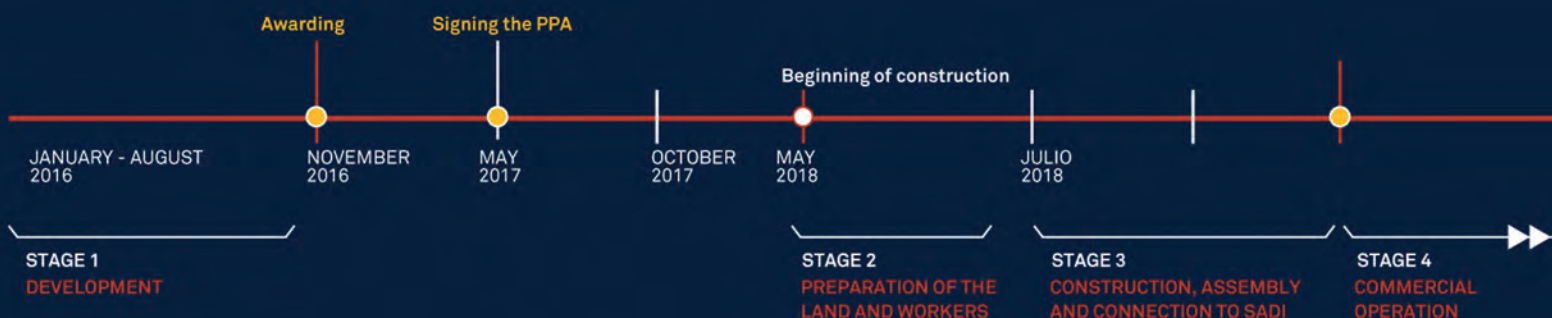 Awarding
Signing the PPA
Beginning of construction
JANUARY - AUGUST
2016
NOVEMBER
2016
MAY
2017
OCTOBER
2017
MAY
2018
JULIO
2018
STAGE 1
DEVELOPMENT
STAGE 2
PREPARATION OF THE
LAND AND WORKERS
STAGE 3
CONSTRUCTION, ASSEMBLY
AND CONNECTION TO SADI
STAGE 4
COMMERCIAL
OPERATION